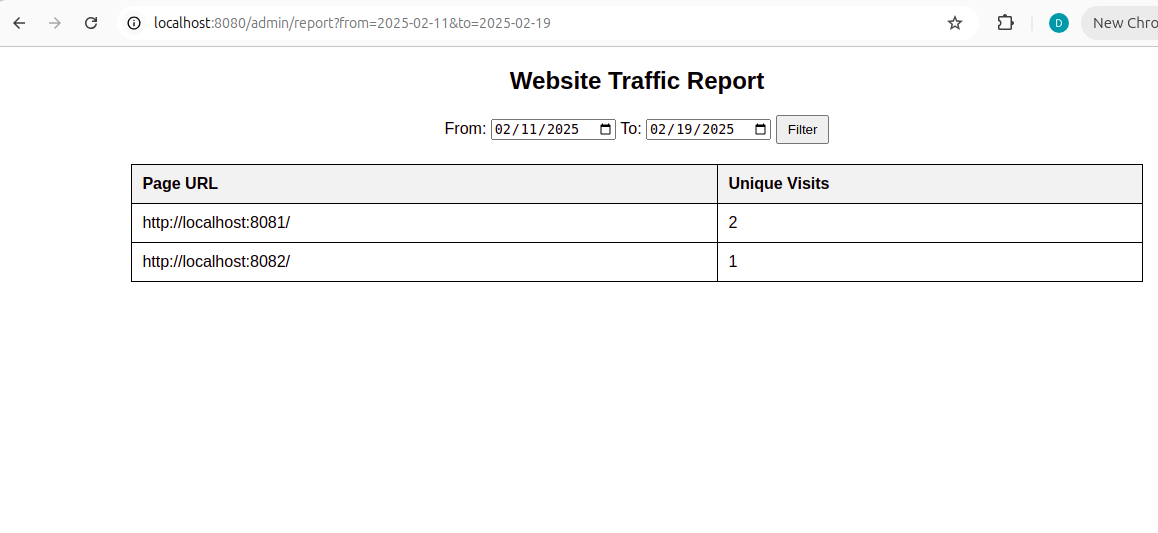 localhost:8080/admin/report?from=2025-02-11&to=2025-02-19 D New Chro
Website Traffic Report
From: 02/11/2025 To: 02/19/2025 Filter
Page URL Unique Visits
http://localhost:8081/ 2
http://localhost:8082/ 1